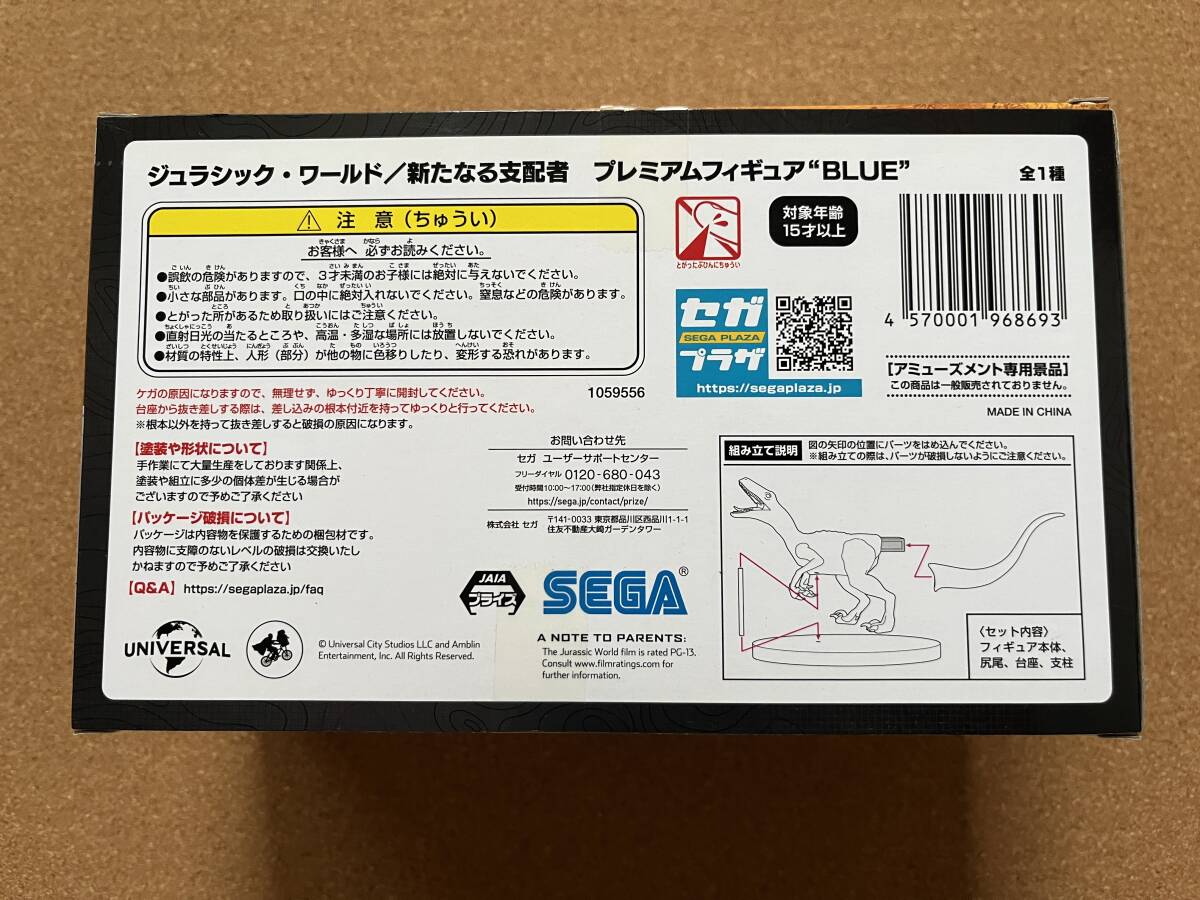 ジュラシック・ワールド／新たなる支配者 プレミアムフィギュア“BLUE” 全1種
注 意（ちゅうい）
お客様へ 必ずお読みください。
●誤飲の危険がありますので、3才未満のお子様には絶対に与えないでください。
●小さな部品があります。口の中に絶対入れないでください。窒息などの危険があります。
●とがった所があるため取り扱いにはご注意ください。
●直射日光の当たるところや、高温・多湿な場所には放置しないでください。
●材質の特性上、人形（部分）が他の物に色移りしたり、変形する恐れがあります。
ケガの原因になりますので、無理せず、ゆっくり丁寧に開封してください。
台座から抜き差しする際は、差し込みの根本付近を持ってゆっくりと行ってください。
※根本以外を持って抜き差しすると破損の原因になります。
1059556
【塗装や形状について】
手作業にて大量生産をしております関係上、
塗装や組立に多少の個体差が生じる場合が
ございますので予めご了承ください
【パッケージ破損について】
パッケージは内容物を保護するための梱包材です。
内容物に支障のないレベルの破損は交換いたし
かねますので予めご了承ください
【Q&A】 https://segaplaza.jp/faq
お問い合わせ先
セガ ユーザーサポートセンター
フリーダイヤル 0120-680-043
受付時間10:00〜17:00（弊社指定休日を除く）
https://sega.jp/contact/prize/
株式会社 セガ 〒141-0033 東京都品川区西品川1-1-1
住友不動産大崎ガーデンタワー
とがったぶひんにちゅうい
対象年齢
15才以上
セガ
SEGA PLAZA
プラザ
https://segaplaza.jp
4 570001 968693
【アミューズメント専用景品】
この商品は一般販売されておりません。
MADE IN CHINA
組み立て説明
図の矢印の位置にパーツをはめ込んでください。
※組み立ての際は、パーツが破損しないようにご注意ください。
〈セット内容〉
フィギュア本体、
尻尾、台座、支柱
JAIA
プライズ
SEGA®
A NOTE TO PARENTS:
The Jurassic World film is rated PG-13.
Consult www.filmratings.com for
further information.
UNIVERSAL
© Universal City Studios LLC and Amblin
Entertainment, Inc. All Rights Reserved.